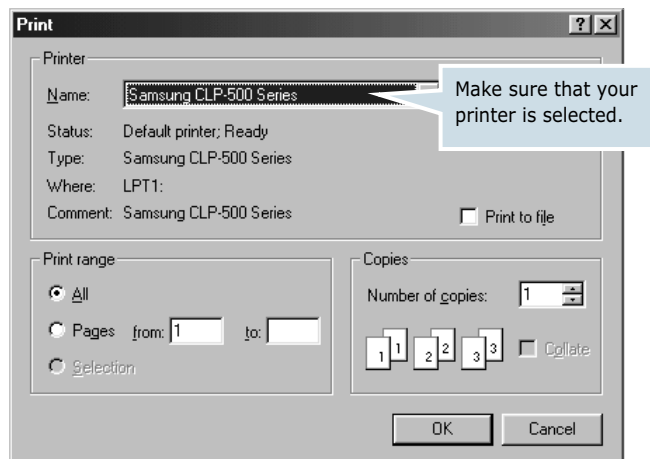 Print
Printer
Name: Samsung CLP-500 Series
Make sure that your
printer is selected.
Status: Default printer; Ready
Type: Samsung CLP-500 Series
Where: LPT1:
Comment: Samsung CLP-500 Series
Print to file
Print range
All
Pages from: 1 to:
Selection
Copies
Number of copies: 1
1 1 2 2 3 3 Collate
OK Cancel